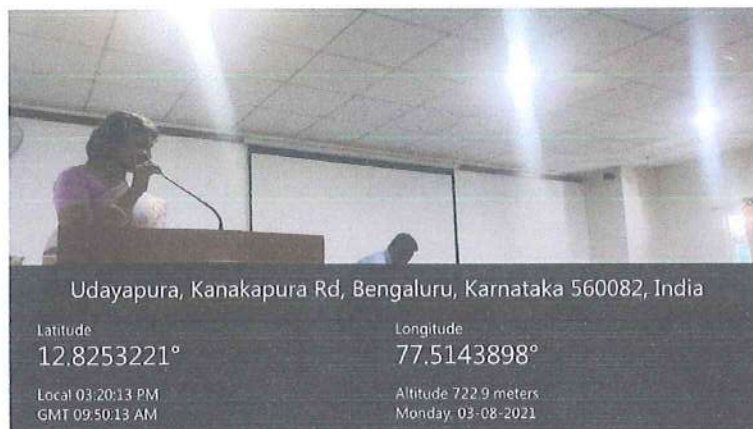 Udayapura, Kanakapura Rd, Bengaluru, Karnataka 560082, India
Latitude
12.8253221°
Longitude
77.5143898°
Local 03:20:13 PM
GMT 09:50:13 AM
Altitude 722.9 meters
Monday, 03-08-2021